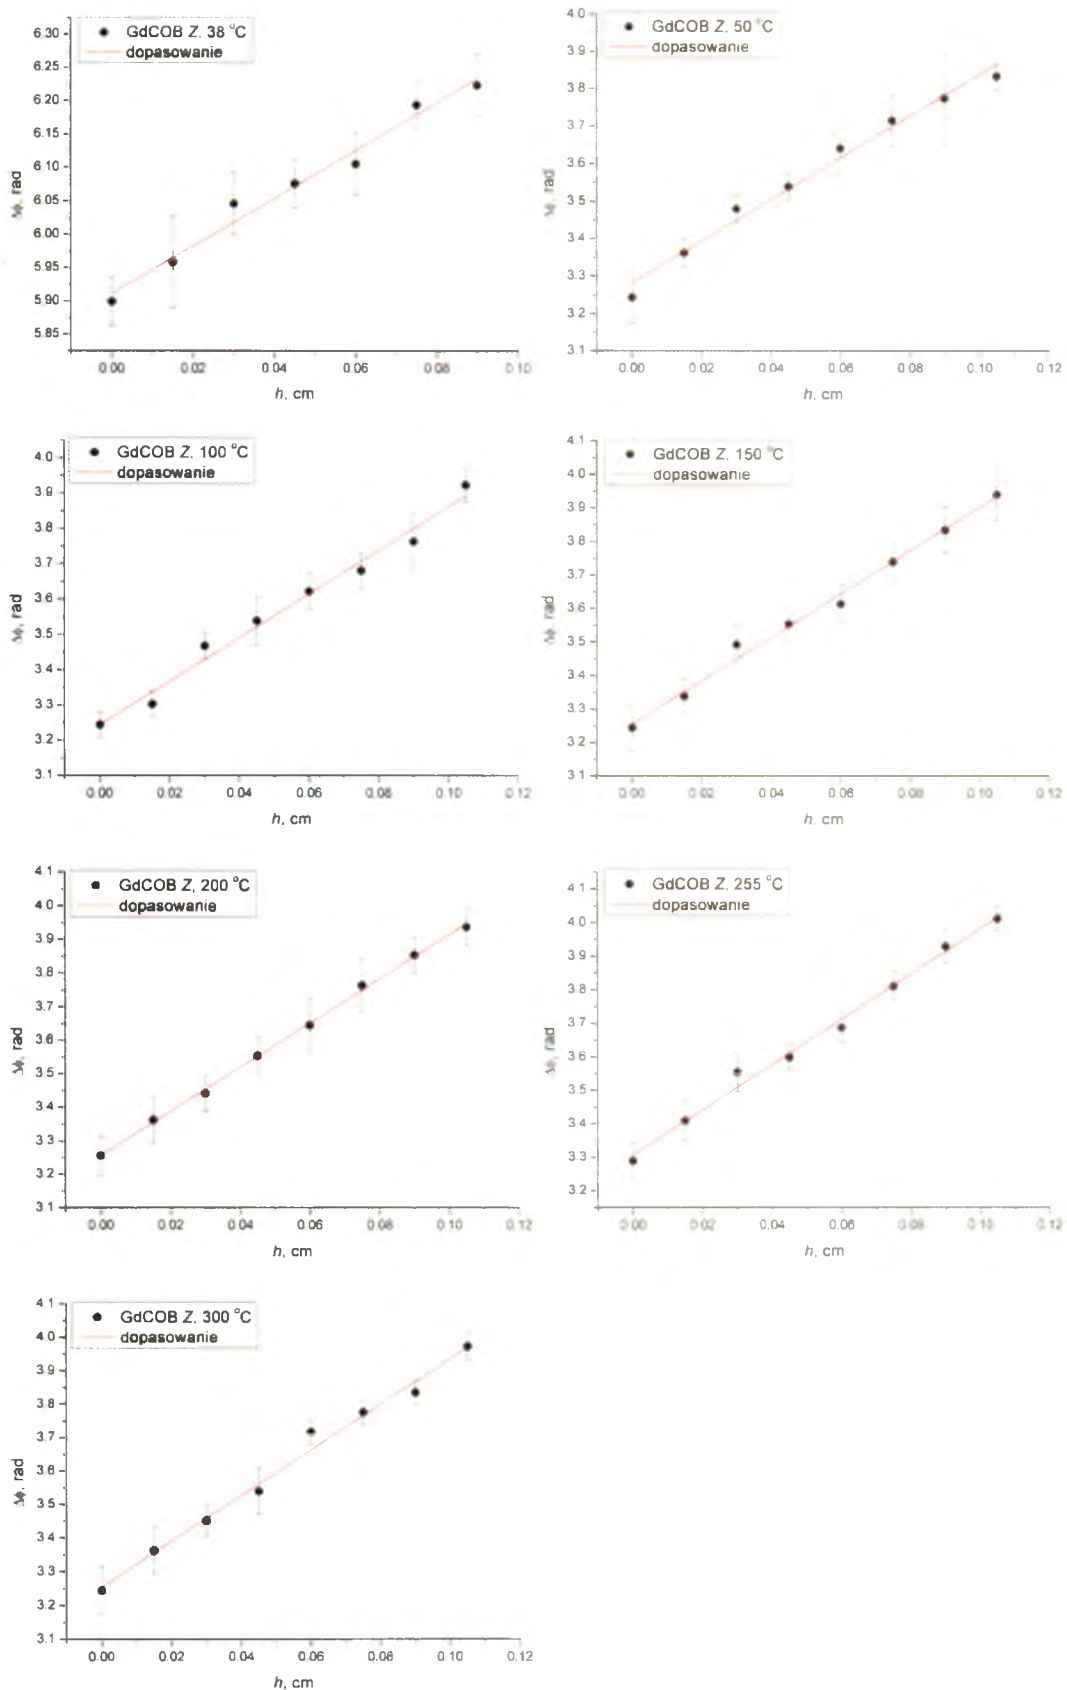 GdCOB Z, 38 °C
dopasowanie
6.30
6.25
6.20
6.15
6.10
6.05
6.00
5.95
5.90
5.85
Δϕ, rad
0.00 0.02 0.04 0.06 0.08 0.10
h, cm
GdCOB Z, 50 °C
dopasowanie
4.0
3.9
3.8
3.7
3.6
3.5
3.4
3.3
3.2
3.1
Δϕ, rad
0.00 0.02 0.04 0.06 0.08 0.10 0.12
h, cm
GdCOB Z, 100 °C
dopasowanie
4.0
3.9
3.8
3.7
3.6
3.5
3.4
3.3
3.2
3.1
Δϕ, rad
0.00 0.02 0.04 0.06 0.08 0.10 0.12
h, cm
GdCOB Z, 150 °C
dopasowanie
4.1
4.0
3.9
3.8
3.7
3.6
3.5
3.4
3.3
3.2
3.1
Δϕ, rad
0.00 0.02 0.04 0.06 0.08 0.10 0.12
h, cm
GdCOB Z, 200 °C
dopasowanie
4.1
4.0
3.9
3.8
3.7
3.6
3.5
3.4
3.3
3.2
3.1
Δϕ, rad
0.00 0.02 0.04 0.06 0.08 0.10 0.12
h, cm
GdCOB Z, 255 °C
dopasowanie
4.1
4.0
3.9
3.8
3.7
3.6
3.5
3.4
3.3
3.2
Δϕ, rad
0.00 0.02 0.04 0.06 0.08 0.10 0.12
h, cm
GdCOB Z, 300 °C
dopasowanie
4.1
4.0
3.9
3.8
3.7
3.6
3.5
3.4
3.3
3.2
3.1
Δϕ, rad
0.00 0.02 0.04 0.06 0.08 0.10 0.12
h, cm